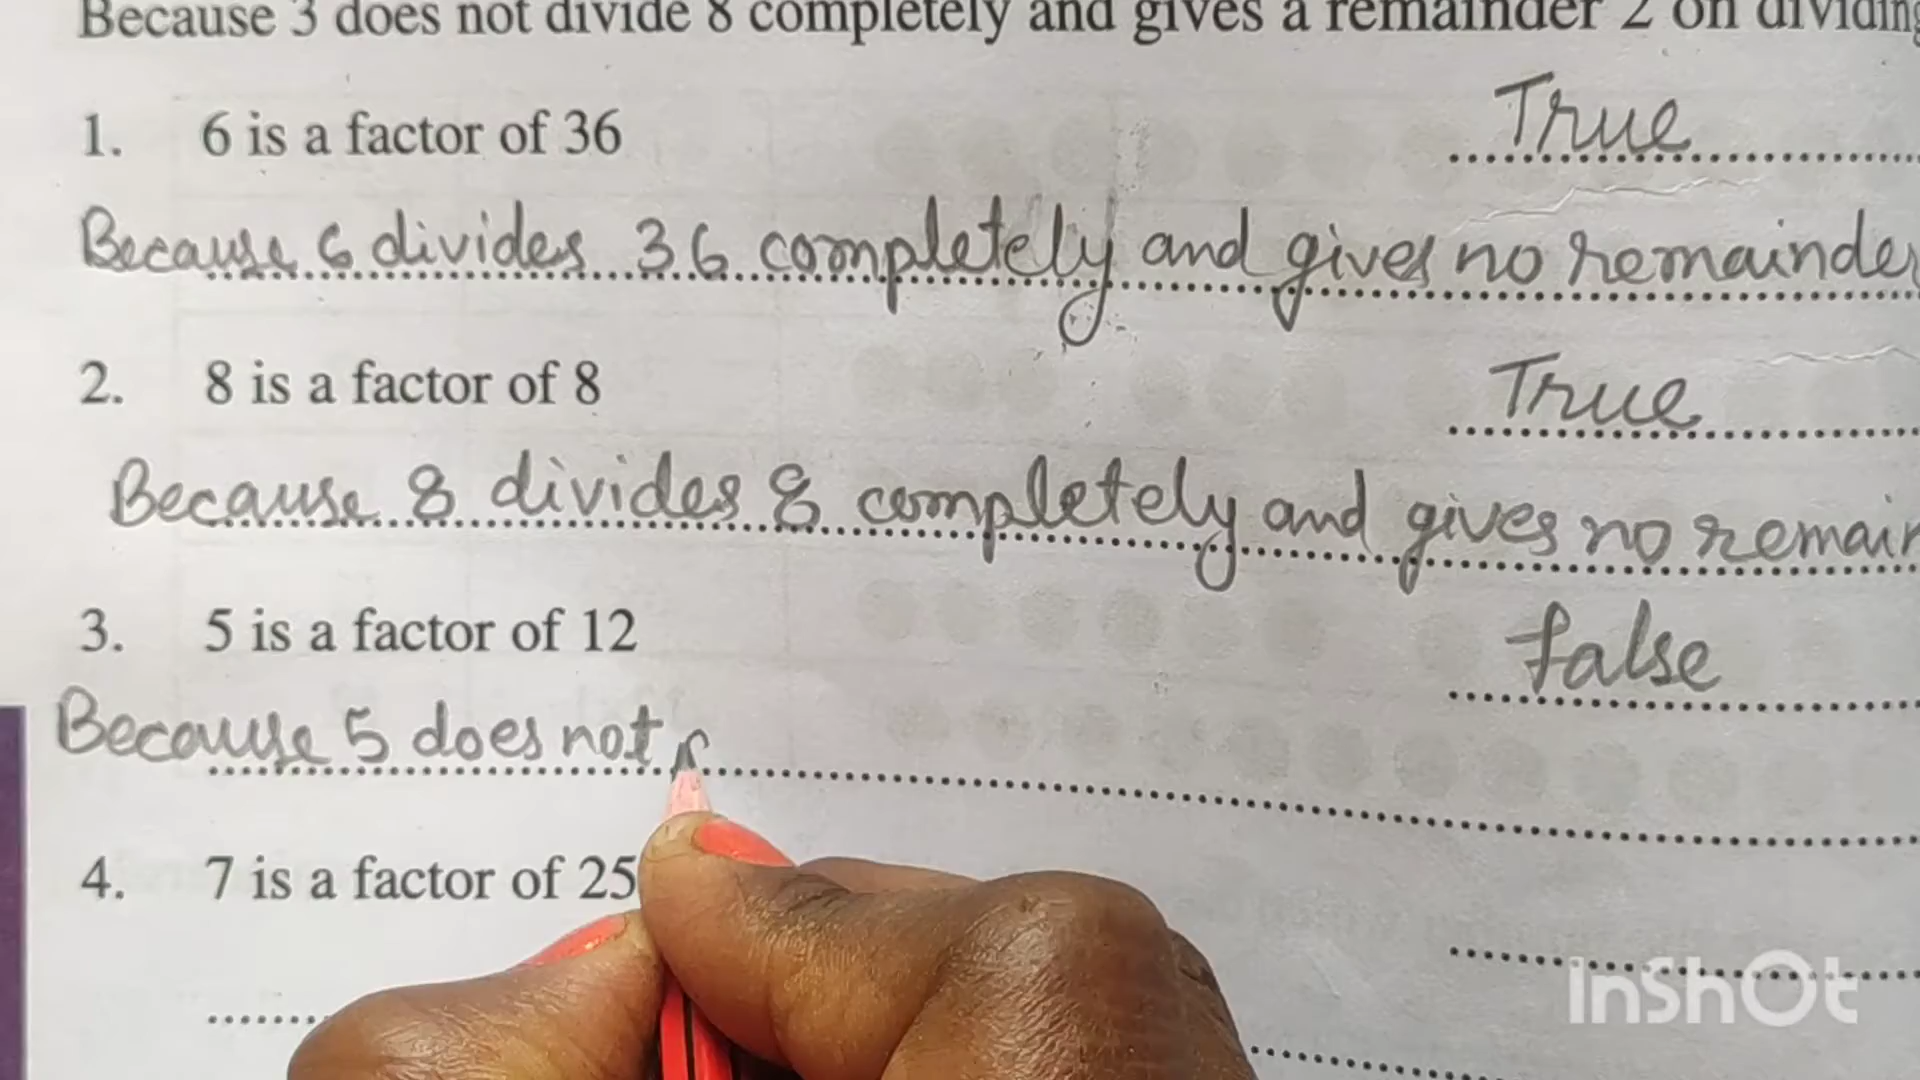 Because 3 does not divide 8 completely and gives a remainder 2 on dividing
1. 6 is a factor of 36 True
Because 6 divides 36 completely and gives no remainder
2. 8 is a factor of 8 True
Because 8 divides 8 completely and gives no remain
3. 5 is a factor of 12 false
Because 5 does not
4. 7 is a factor of 25
InShOt